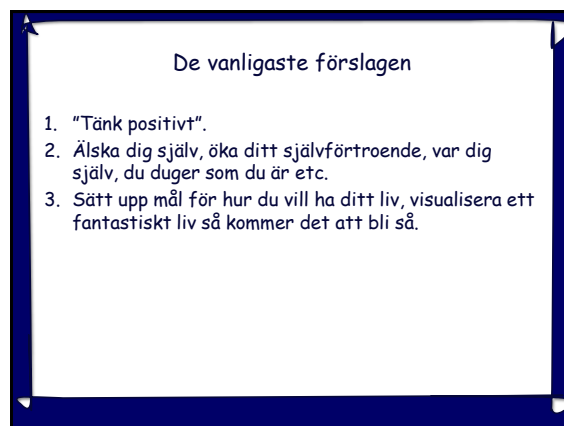 De vanligaste förslagen
1. "Tänk positivt".
2. Älska dig själv, öka ditt självförtroende, var dig
själv, du duger som du är etc.
3. Sätt upp mål för hur du vill ha ditt liv, visualisera ett
fantastiskt liv så kommer det att bli så.